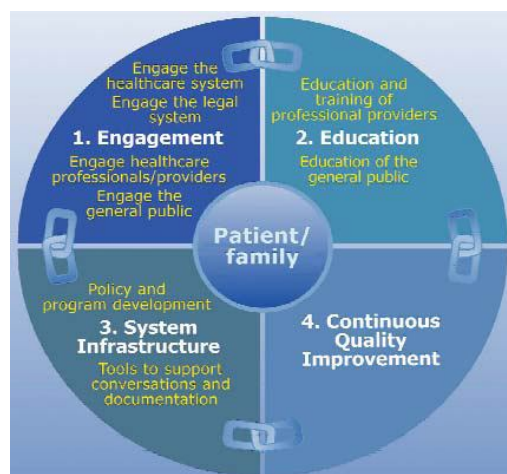 Engage the
healthcare system
Engage the legal
system
1. Engagement
Engage healthcare
professionals/providers
Engage the
general public
Education and
training of
professional providers
2. Education
Education of the
general public
Patient/
family
Policy and
program development
3. System
Infrastructure
Tools to support
conversations and
documentation
4. Continuous
Quality
Improvement